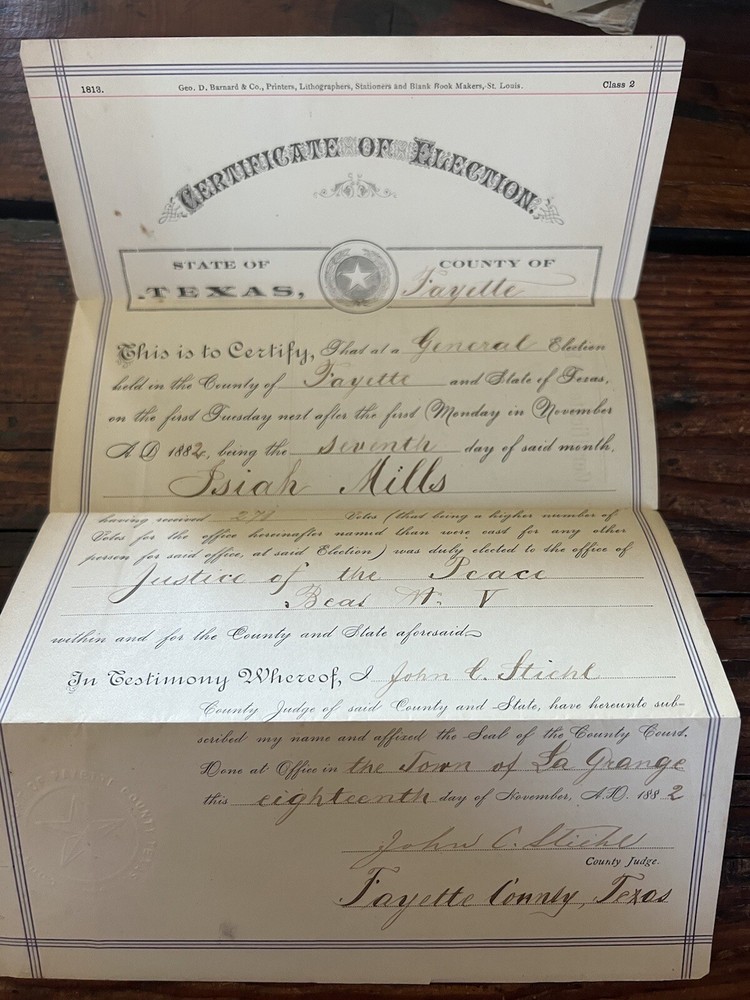 1813. Geo. D. Barnard & Co., Printers, Lithographers, Stationers and Blank Book Makers, St. Louis. Class 2
CERTIFICATE OF ELECTION.
STATE OF TEXAS, COUNTY OF Fayette
This is to Certify, That at a General Election
held in the County of Fayette and State of Texas,
on the first Tuesday next after the first Monday in November
A D 1882, being the seventh day of said month,
Isiah Mills
having received Votes (that being a higher number of
Votes for the office hereinafter named than were cast for any other
person for said office, at said Election) was duly elected to the office of
Justice of the Peace
Beat V
within and for the County and State aforesaid
In Testimony Whereof, I John C. Stiehl
County Judge of said County and State, have hereunto sub-
scribed my name and affixed the Seal of the County Court.
Done at Office in the Town of La Grange
this eighteenth day of November, A.D. 1882
John C. Stiehl
County Judge.
Fayette County, Texas